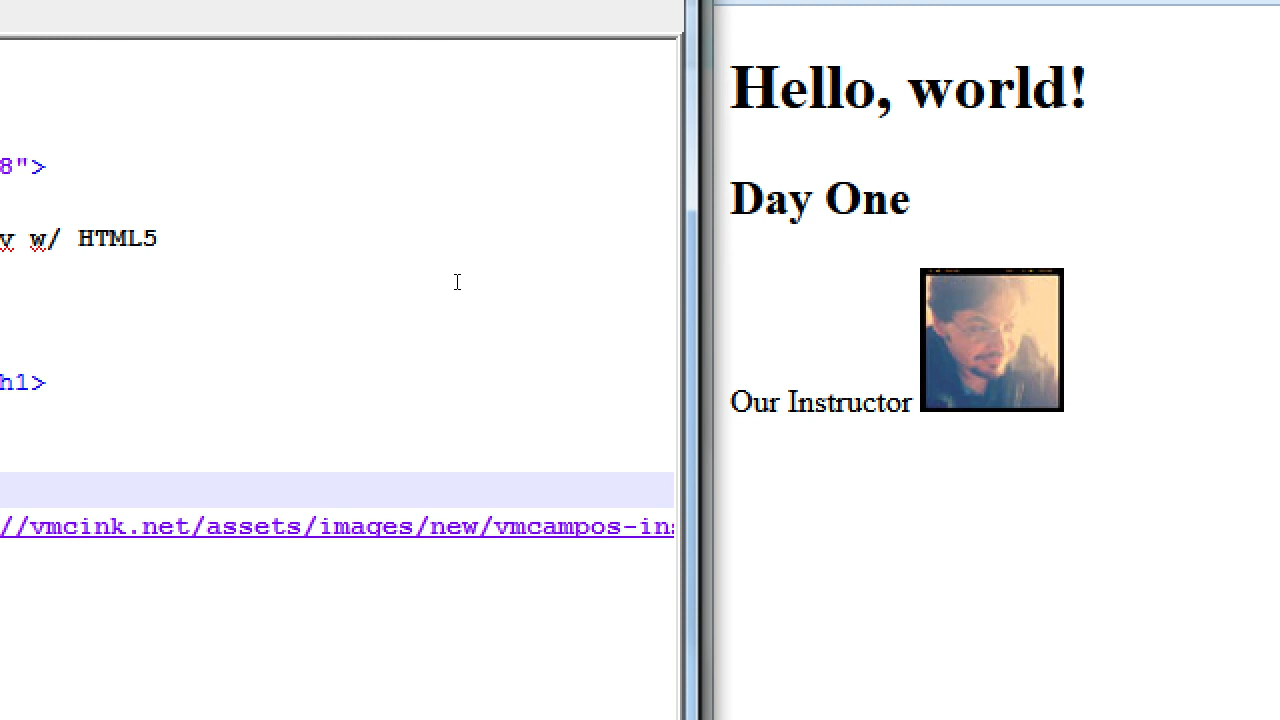 8">
v w/ HTML5
h1>
//vmcink.net/assets/images/new/vmcampos-in
Hello, world!
Day One
Our Instructor